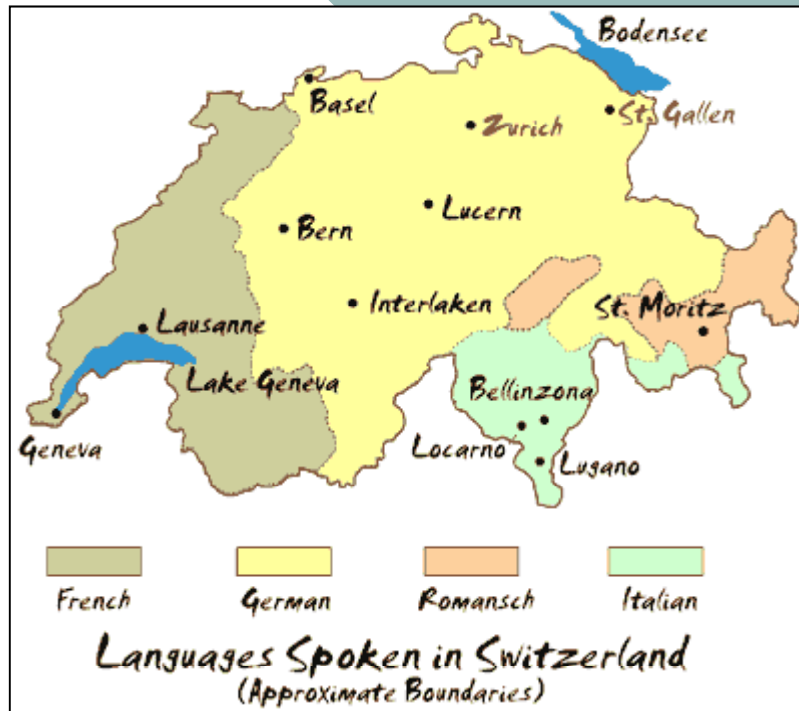 Bodensee
Basel
Zurich
St. Gallen
Lucern
Bern
Interlaken
St. Moritz
Lausanne
Lake Geneva
Bellinzona
Geneva
Locarno
Lugano
French
German
Romansch
Italian
Languages Spoken in Switzerland
(Approximate Boundaries)